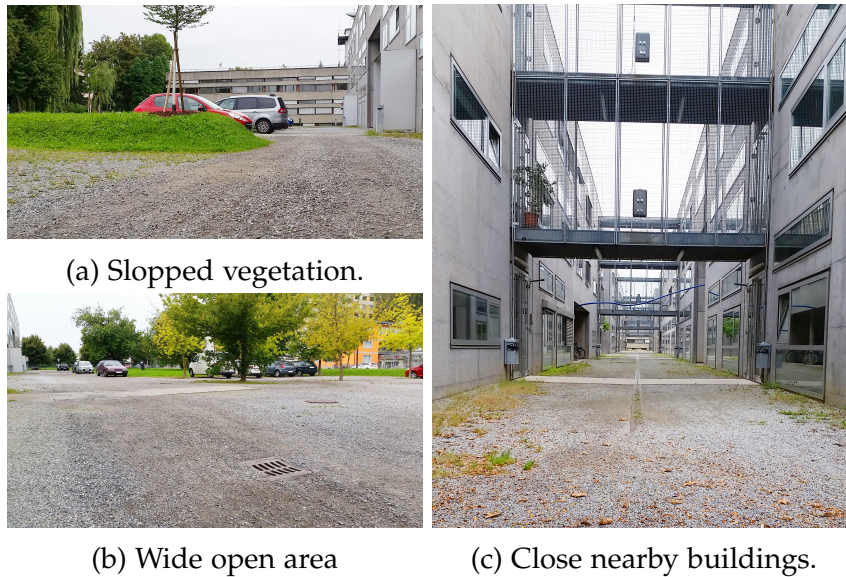 (a) Slopped vegetation.
(b) Wide open area
(c) Close nearby buildings.